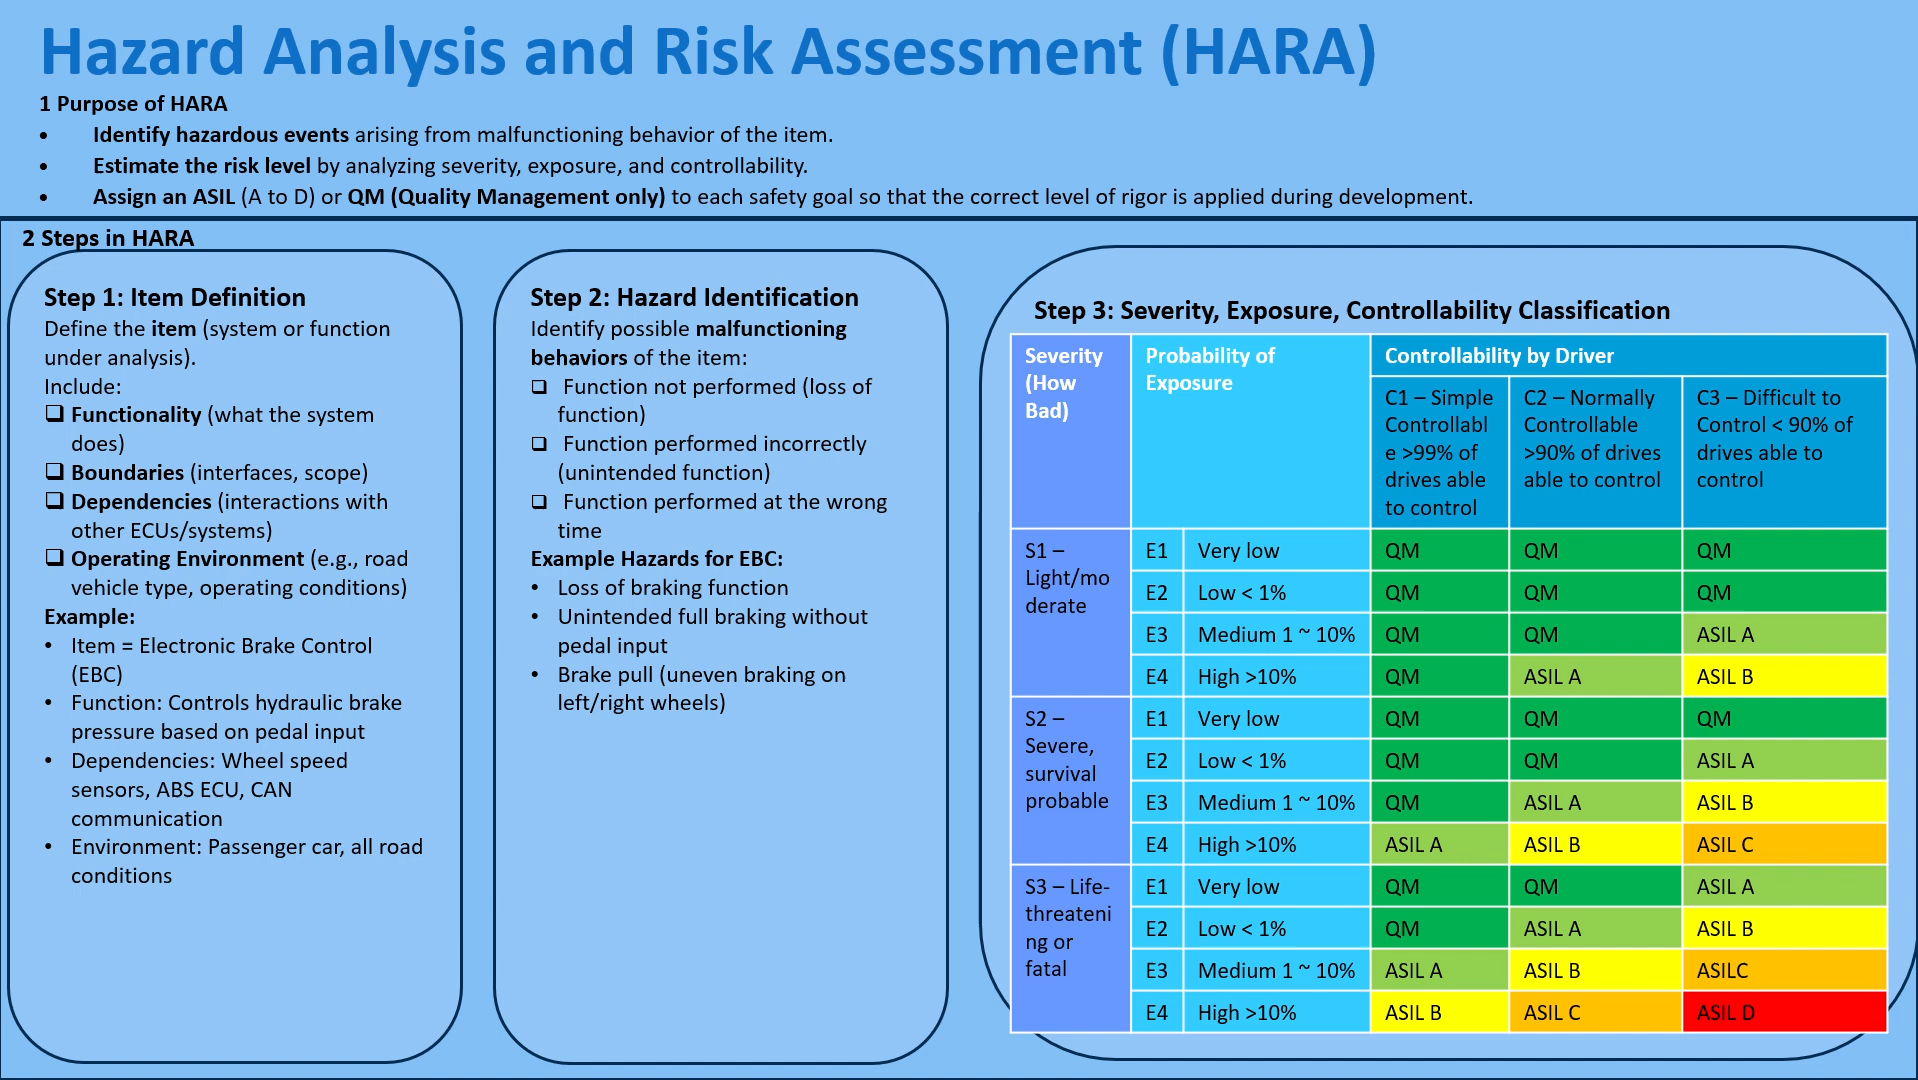 Hazard Analysis and Risk Assessment (HARA)
1 Purpose of HARA
• Identify hazardous events arising from malfunctioning behavior of the item.
• Estimate the risk level by analyzing severity, exposure, and controllability.
• Assign an ASIL (A to D) or QM (Quality Management only) to each safety goal so that the correct level of rigor is applied during development.
2 Steps in HARA
Step 1: Item Definition
Define the item (system or function
under analysis).
Include:
❑ Functionality (what the system
does)
❑ Boundaries (interfaces, scope)
❑ Dependencies (interactions with
other ECUs/systems)
❑ Operating Environment (e.g., road
vehicle type, operating conditions)
Example:
• Item = Electronic Brake Control
(EBC)
• Function: Controls hydraulic brake
pressure based on pedal input
• Dependencies: Wheel speed
sensors, ABS ECU, CAN
communication
• Environment: Passenger car, all road
conditions
Step 2: Hazard Identification
Identify possible malfunctioning
behaviors of the item:
❑ Function not performed (loss of
function)
❑ Function performed incorrectly
(unintended function)
❑ Function performed at the wrong
time
Example Hazards for EBC:
• Loss of braking function
• Unintended full braking without
pedal input
• Brake pull (uneven braking on
left/right wheels)
Step 3: Severity, Exposure, Controllability Classification
Severity
(How
Bad)
Probability of
Exposure
Controllability by Driver
C1 – Simple
Controllabl
e >99% of
drives able
to control
C2 – Normally
Controllable
>90% of drives
able to control
C3 – Difficult to
Control < 90% of
drives able to
control
S1 –
Light/mo
derate
E1 Very low QM QM QM
E2 Low < 1% QM QM QM
E3 Medium 1 ~ 10% QM QM ASIL A
E4 High >10% QM ASIL A ASIL B
S2 –
Severe,
survival
probable
E1 Very low QM QM QM
E2 Low < 1% QM QM ASIL A
E3 Medium 1 ~ 10% QM ASIL A ASIL B
E4 High >10% ASIL A ASIL B ASIL C
S3 – Life-
threateni
ng or
fatal
E1 Very low QM QM ASIL A
E2 Low < 1% QM ASIL A ASIL B
E3 Medium 1 ~ 10% ASIL A ASIL B ASILC
E4 High >10% ASIL B ASIL C ASIL D